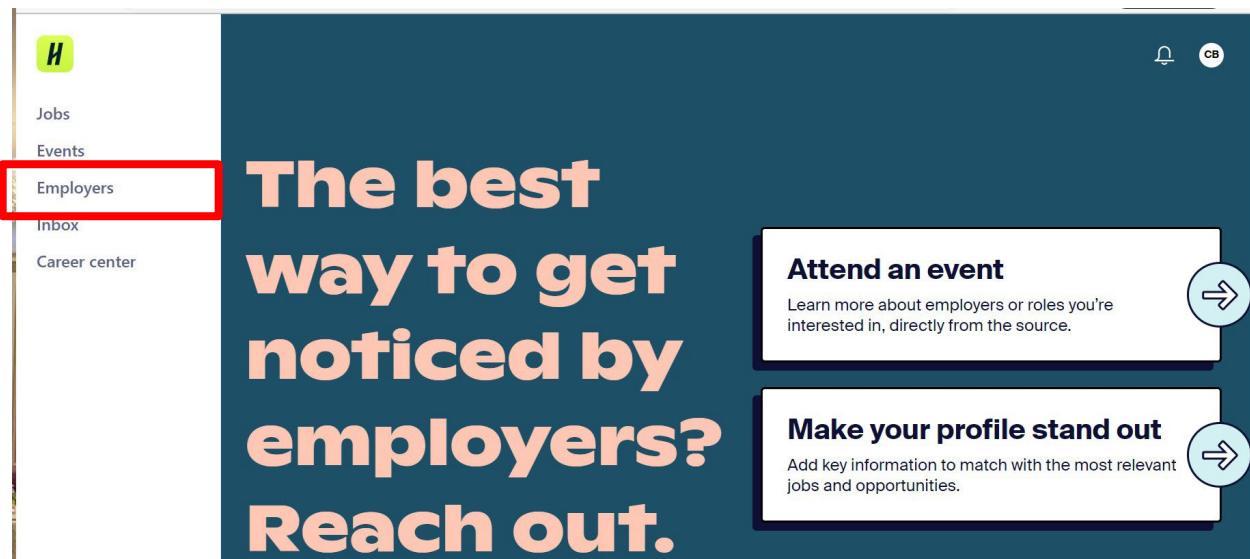 H
CB
Jobs
Events
Employers
Inbox
Career center
The best
way to get
noticed by
employers?
Reach out.
Attend an event
Learn more about employers or roles you're
interested in, directly from the source.
Make your profile stand out
Add key information to match with the most relevant
jobs and opportunities.